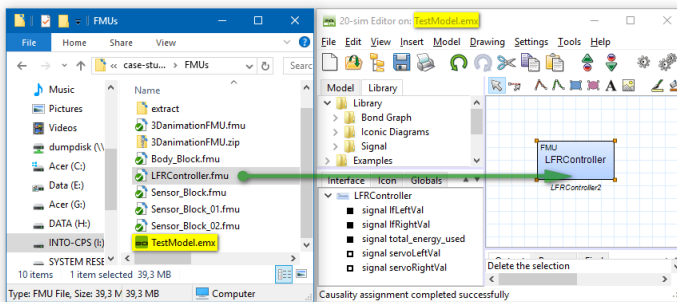 FMUs
File
Home
Share
View
« case-stu... > FMUs
Searc
Music
Pictures
Videos
dumpdisk (\\
Acer (C:)
Data (E:)
Acer (G:)
DATA (H:)
INTO-CPS (I:)
SYSTEM RESE
Name
extract
3DanimationFMU.fmu
3DanimationFMU.zip
Body_Block.fmu
LFRController.fmu
Sensor_Block.fmu
Sensor_Block_01.fmu
Sensor_Block_02.fmu
TestModel.emx
10 items 1 item selected 39,3 MB
Type: FMU File, Size: 39,3 M 39,3 MB
Computer
20-sim Editor on: TestModel.emx
File Edit View Insert Model Drawing Settings Tools Help
Model Library
Library
Bond Graph
Iconic Diagrams
Signal
Examples
Interface Icon Globals
LFRController
signal lfLeftVal
signal lfRightVal
signal total_energy_used
signal servoLeftVal
signal servoRightVal
A
FMU
LFRController
LFRController2
Delete the selection
Causality assignment completed successfully